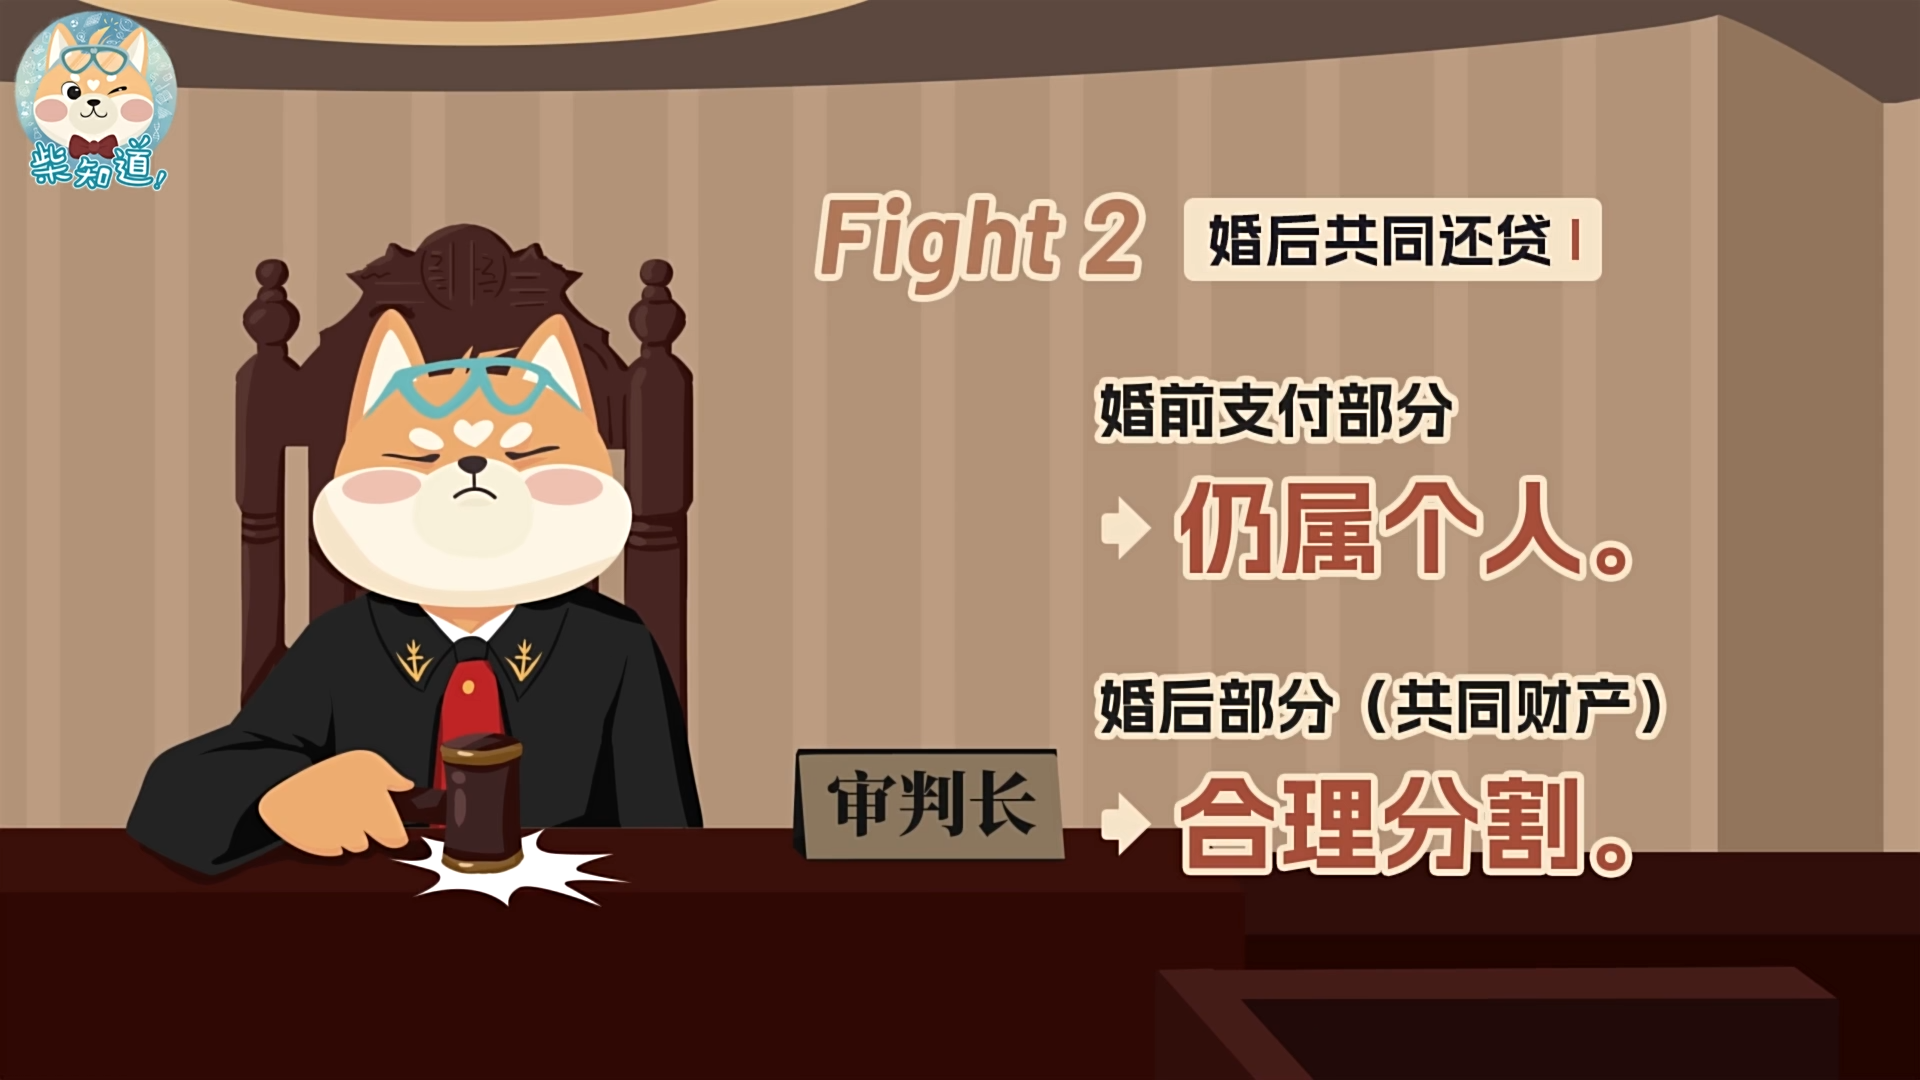 柴知道!
Fight 2 婚后共同还贷
婚前支付部分
仍属个人。
婚后部分（共同财产）
合理分割。
审判长